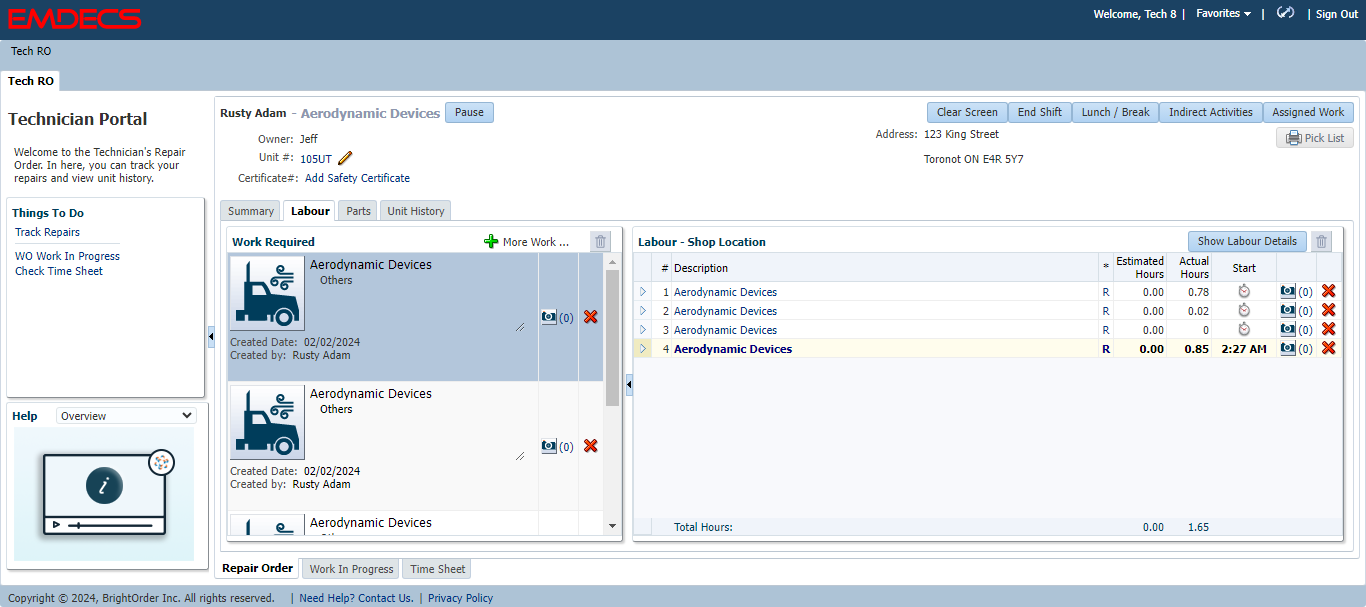 EMDECS
Welcome, Tech 8 | Favorites | | Sign Out
Tech RO
Tech RO
Technician Portal
Welcome to the Technician's Repair
Order. In here, you can track your
repairs and view unit history.
Things To Do
Track Repairs
WO Work In Progress
Check Time Sheet
Help Overview
Rusty Adam - Aerodynamic Devices Pause
Clear Screen End Shift Lunch / Break Indirect Activities Assigned Work
Owner: Jeff
Unit #: 105UT
Certificate#: Add Safety Certificate
Address: 123 King Street
Toronot ON E4R 5Y7
Pick List
Summary Labour Parts Unit History
Work Required More Work ...
Aerodynamic Devices
Others
(0)
Created Date: 02/02/2024
Created by: Rusty Adam
Aerodynamic Devices
Others
(0)
Created Date: 02/02/2024
Created by: Rusty Adam
Aerodynamic Devices
Labour - Shop Location Show Labour Details
# Description * Estimated Hours Actual Hours Start
1 Aerodynamic Devices R 0.00 0.78 (0)
2 Aerodynamic Devices R 0.00 0.02 (0)
3 Aerodynamic Devices R 0.00 0 (0)
4 Aerodynamic Devices R 0.00 0.85 2:27 AM (0)
Total Hours: 0.00 1.65
Repair Order Work In Progress Time Sheet
Copyright © 2024, BrightOrder Inc. All rights reserved. | Need Help? Contact Us. | Privacy Policy